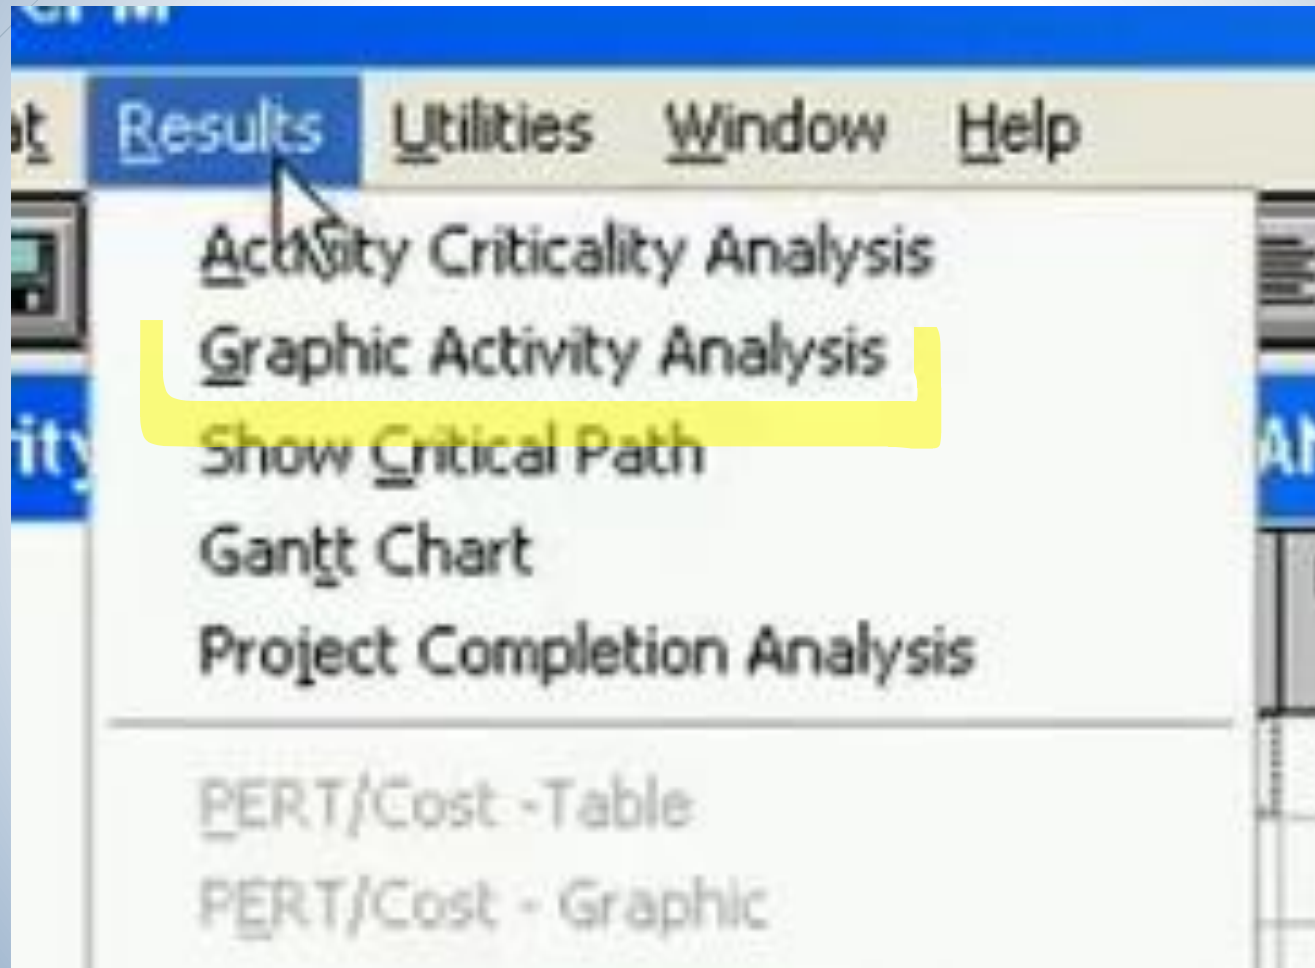 Results Utilities Window Help
Activity Criticality Analysis
Graphic Activity Analysis
Show Critical Path
Gantt Chart
Project Completion Analysis
PERT/Cost -Table
PERT/Cost - Graphic